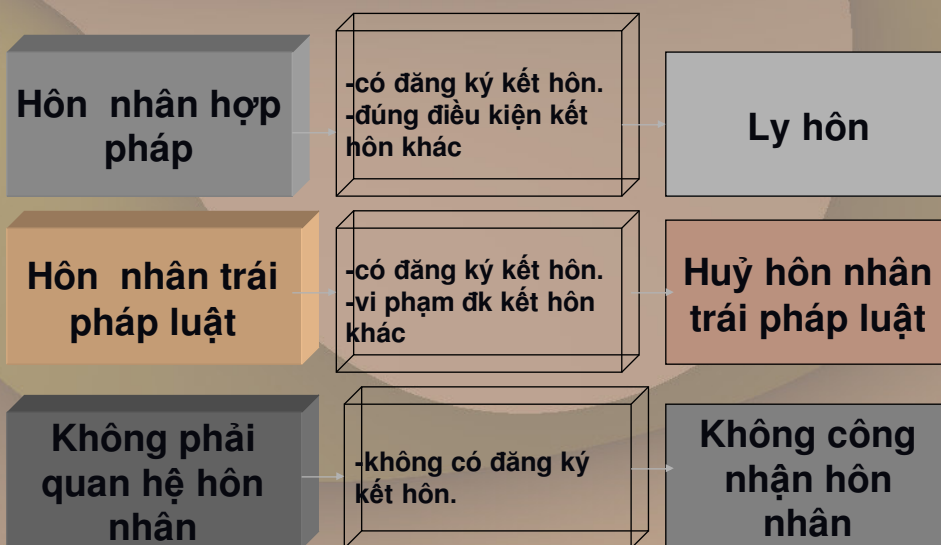 Hôn nhân hợp
pháp
-có đăng ký kết hôn.
-đúng điều kiện kết
hôn khác
Ly hôn
Hôn nhân trái
pháp luật
-có đăng ký kết hôn.
-vi phạm đk kết hôn
khác
Huỷ hôn nhân
trái pháp luật
Không phải
quan hệ hôn
nhân
-không có đăng ký
kết hôn.
Không công
nhận hôn
nhân